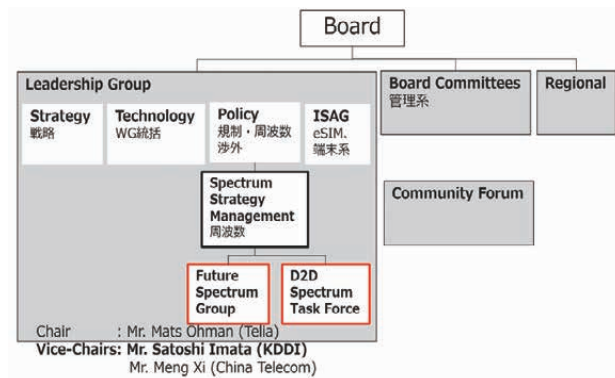 Board
Leadership Group
Strategy
戦略
Technology
WG統括
Policy
規制・周波数
渉外
ISAG
eSIM.
端末系
Board Committees
管理系
Regional
Spectrum
Strategy
Management
周波数
Community Forum
Future
Spectrum
Group
D2D
Spectrum
Task Force
Chair : Mr. Mats Ohman (Telia)
Vice-Chairs: Mr. Satoshi Imata (KDDI)
Mr. Meng Xi (China Telecom)